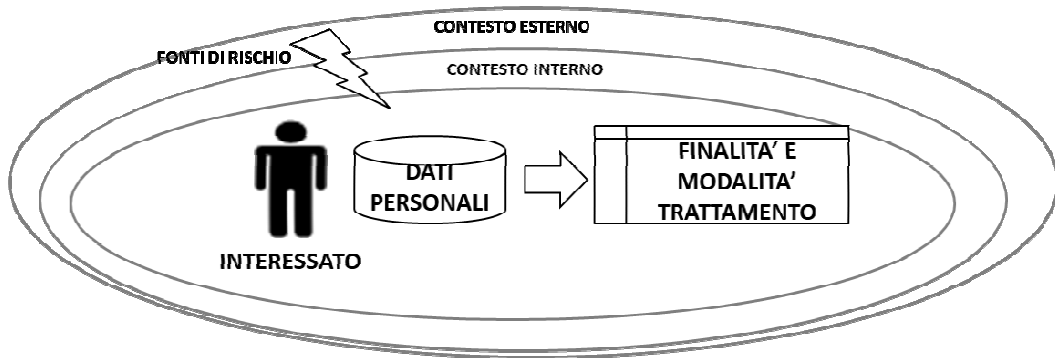 CONTESTO ESTERNO
FONTI DI RISCHIO
CONTESTO INTERNO
DATI
PERSONALI
FINALITA' E
MODALITA'
TRATTAMENTO
INTERESSATO